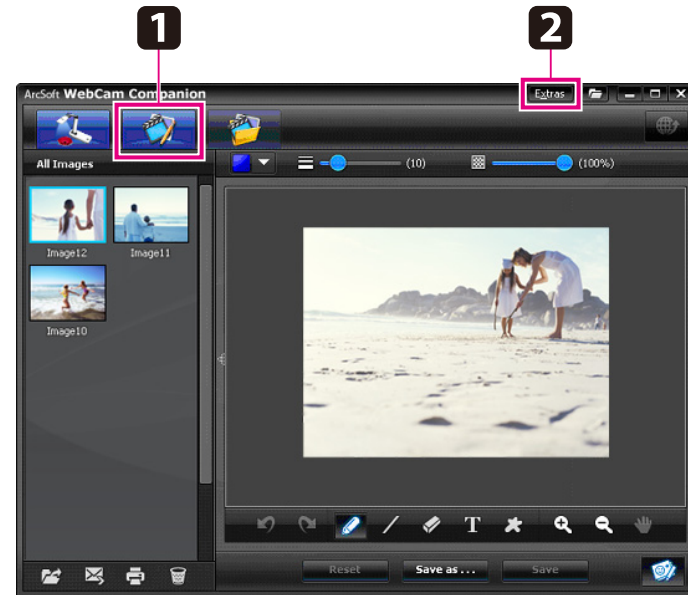 1
2
ArcSoft WebCam Companion
Extras
All Images
(10)
(100%)
Image12
Image11
Image10
T
Reset
Save as ...
Save